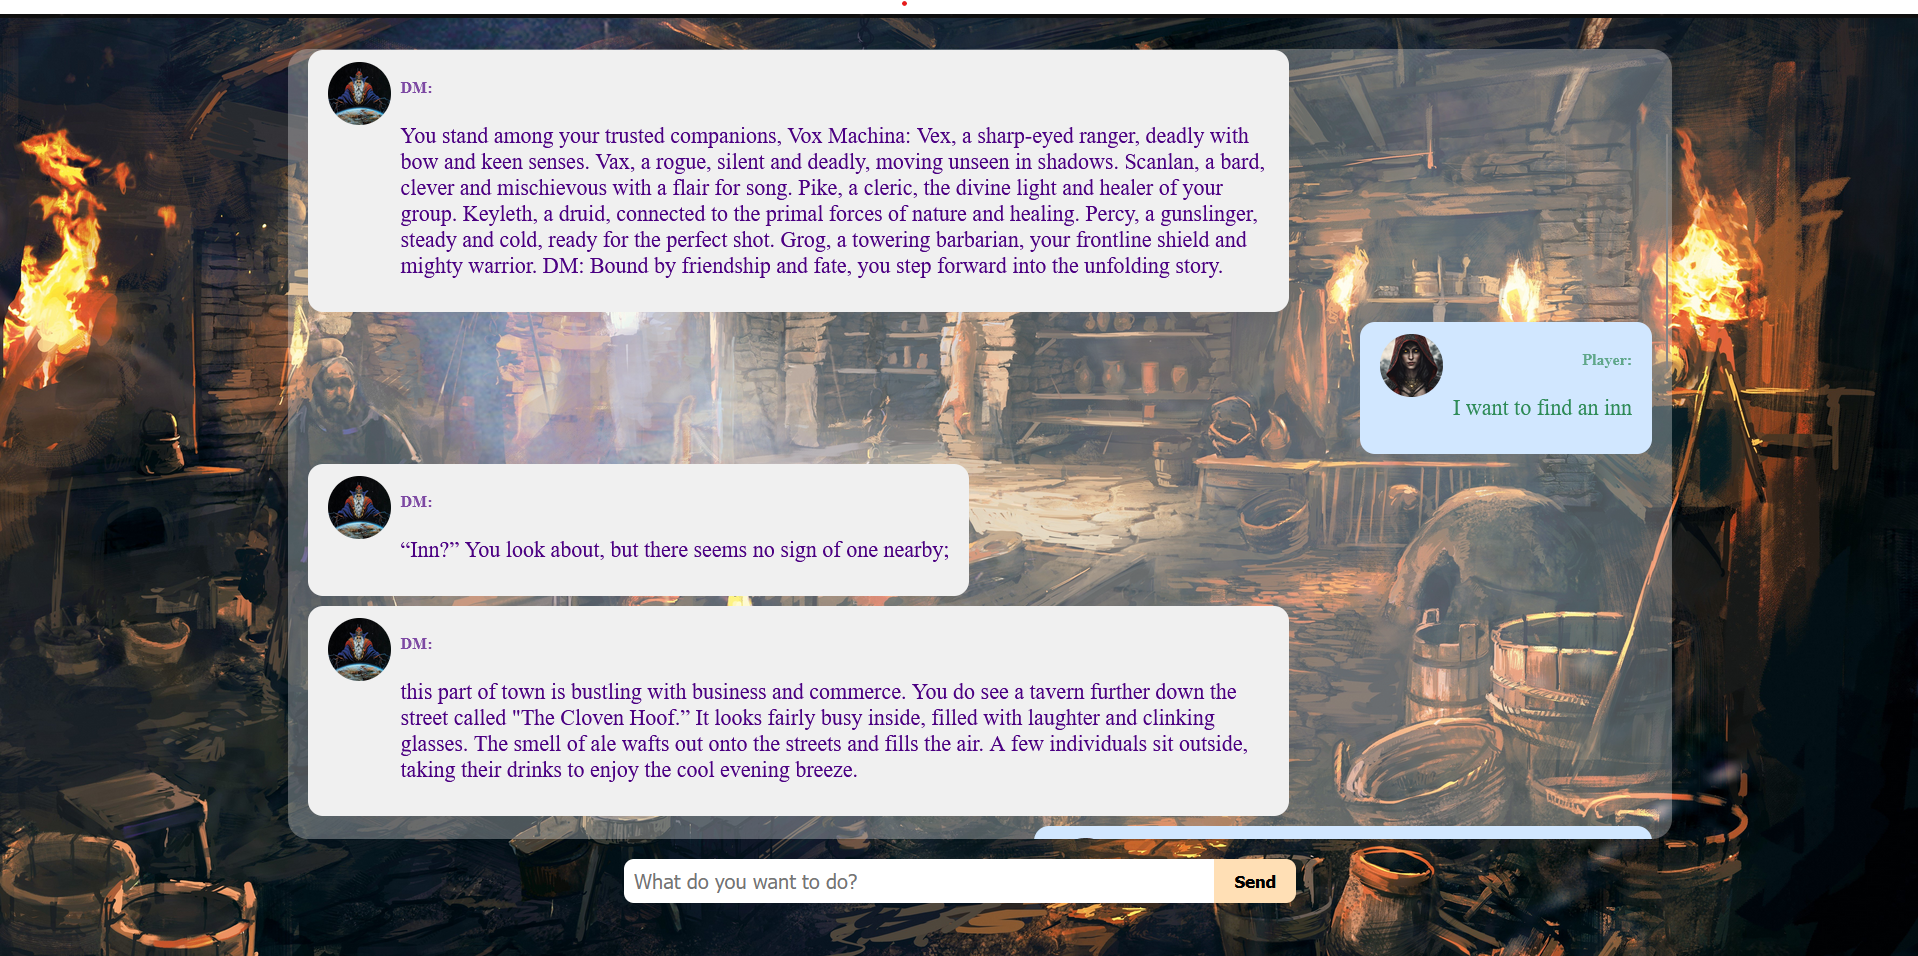 DM:
You stand among your trusted companions, Vox Machina: Vex, a sharp-eyed ranger, deadly with
bow and keen senses. Vax, a rogue, silent and deadly, moving unseen in shadows. Scanlan, a bard,
clever and mischievous with a flair for song. Pike, a cleric, the divine light and healer of your
group. Keyleth, a druid, connected to the primal forces of nature and healing. Percy, a gunslinger,
steady and cold, ready for the perfect shot. Grog, a towering barbarian, your frontline shield and
mighty warrior. DM: Bound by friendship and fate, you step forward into the unfolding story.
Player:
I want to find an inn
DM:
“Inn?” You look about, but there seems no sign of one nearby;
DM:
this part of town is bustling with business and commerce. You do see a tavern further down the
street called "The Cloven Hoof.” It looks fairly busy inside, filled with laughter and clinking
glasses. The smell of ale wafts out onto the streets and fills the air. A few individuals sit outside,
taking their drinks to enjoy the cool evening breeze.
What do you want to do?
Send